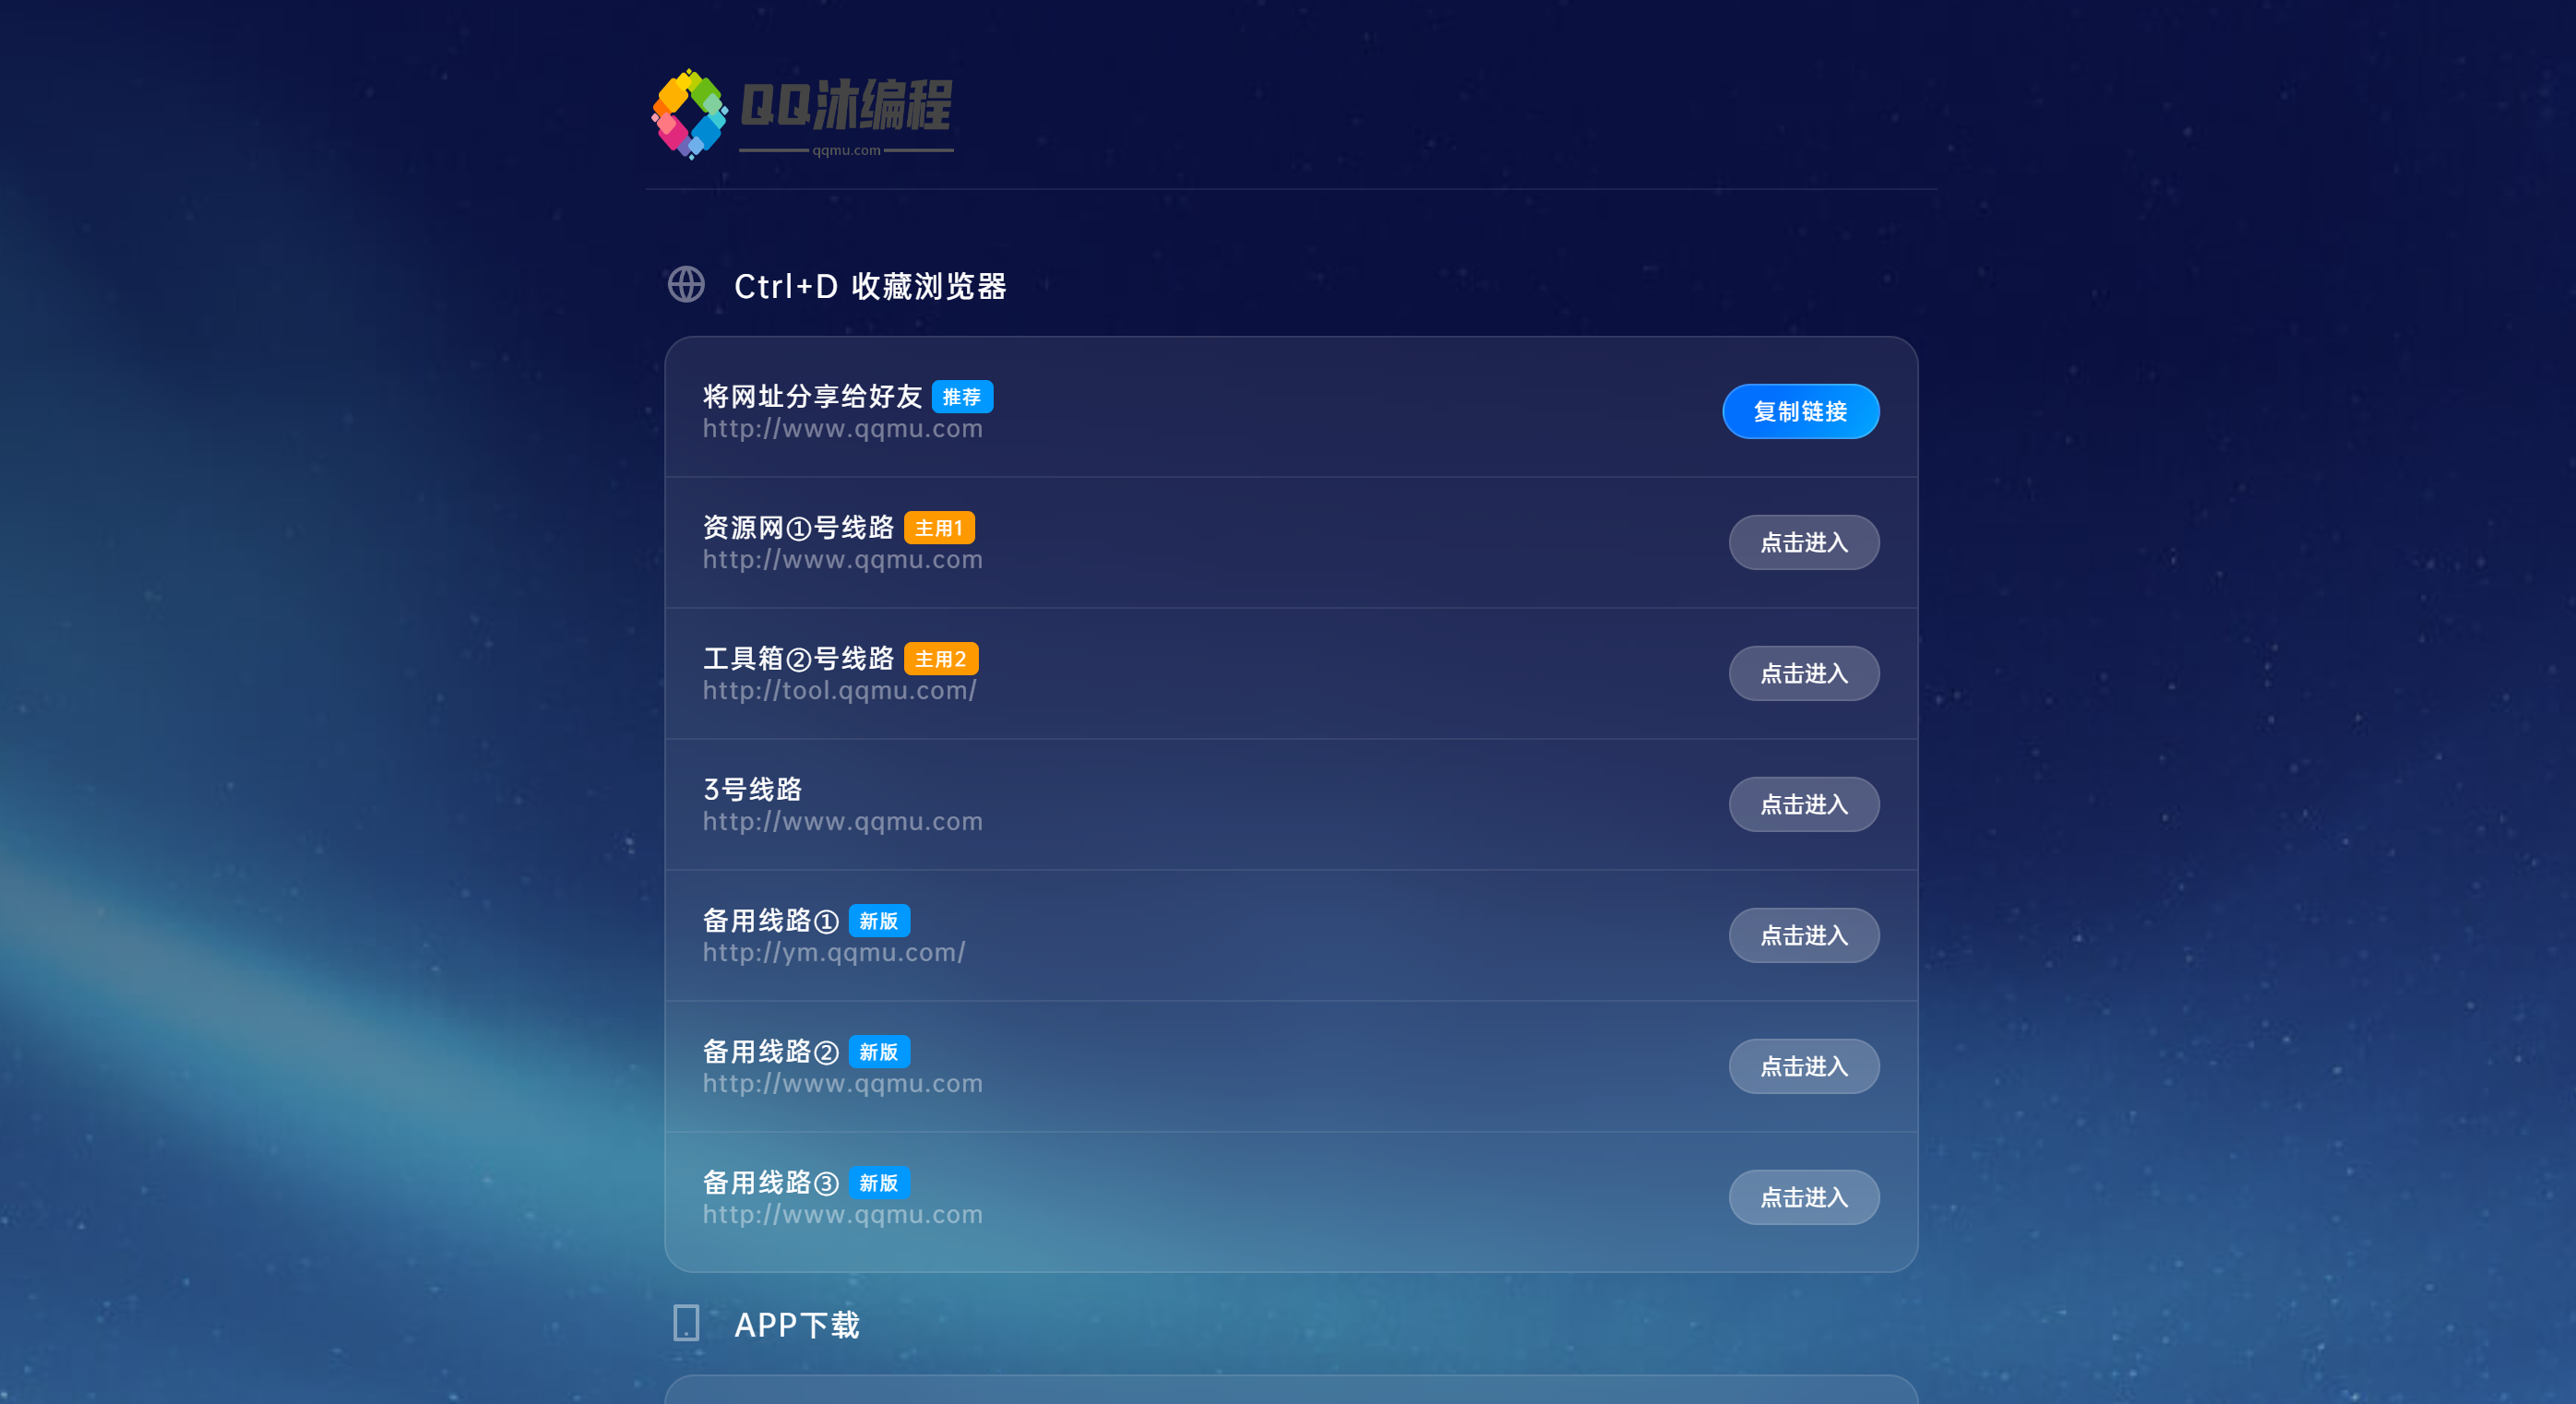 QQ沐编程
qqmu.com
Ctrl+D 收藏浏览器
将网址分享给好友 推荐
http://www.qqmu.com
复制链接
资源网①号线路 主用1
http://www.qqmu.com
点击进入
工具箱②号线路 主用2
http://tool.qqmu.com/
点击进入
3号线路
http://www.qqmu.com
点击进入
备用线路① 新版
http://ym.qqmu.com/
点击进入
备用线路② 新版
http://www.qqmu.com
点击进入
备用线路③ 新版
http://www.qqmu.com
点击进入
APP下载